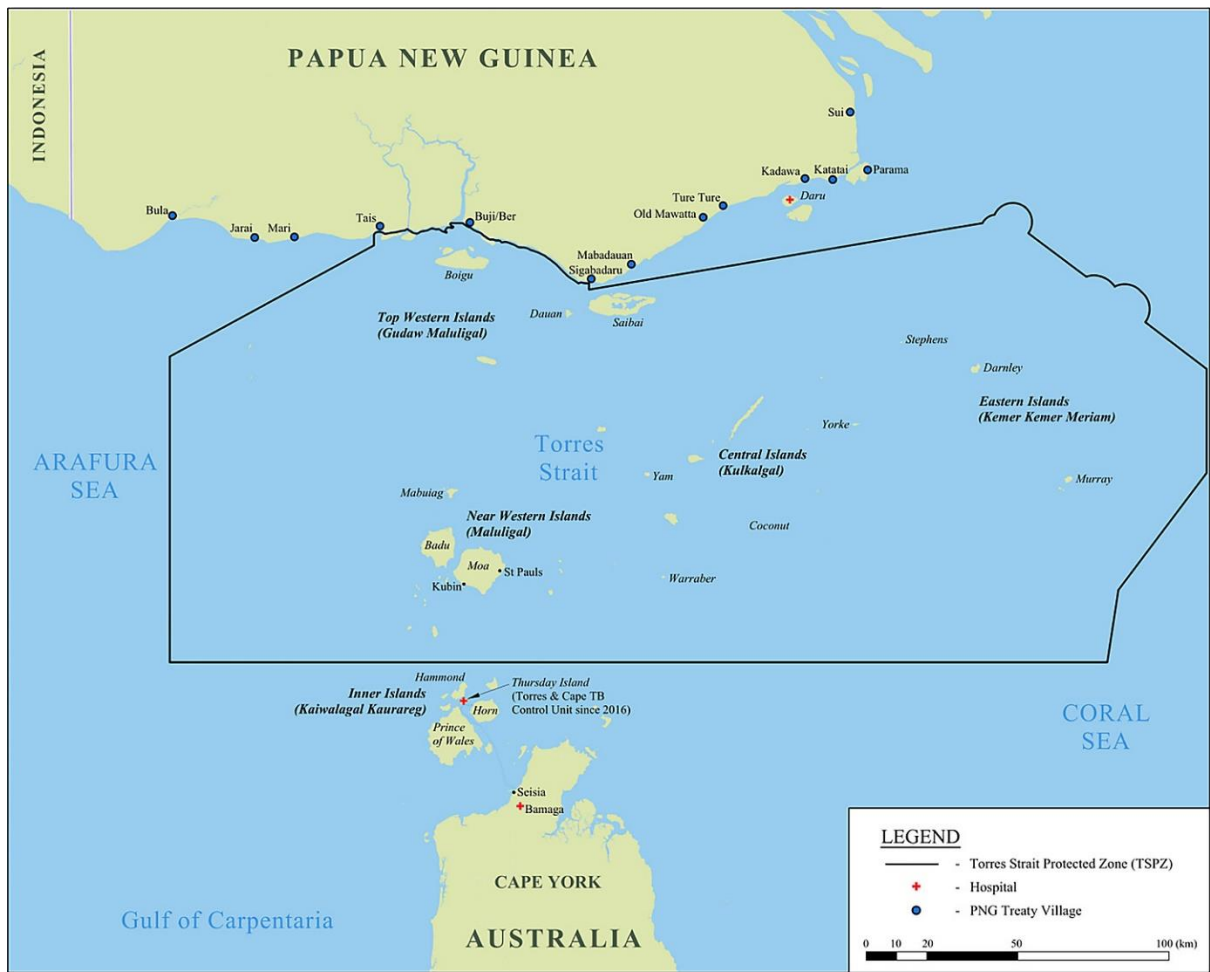 PAPUA NEW GUINEA
INDONESIA
Sui
Kadawa
Katatai
Parama
Daru
Ture Ture
Old Mawatta
Bula
Jarai
Mari
Tais
Buji/Ber
Mabadauan
Sigabadaru
Boigu
Top Western Islands
(Gudaw Maluligal)
Dauan
Saibai
Stephens
Darnley
Eastern Islands
(Kemer Kemer Meriam)
Yorke
Torres
Strait
Central Islands
(Kulkalgal)
ARAFURA
SEA
Yam
Murray
Mabuiag
Near Western Islands
(Maluligal)
Coconut
Badu
Moa
St Pauls
Kubin
Warraber
Hammond
Thursday Island
(Torres & Cape TB
Control Unit since 2016)
Inner Islands
(Kaiwalagal Kaurareg)
Horn
Prince
of Wales
CORAL
SEA
Seisia
Bamaga
CAPE YORK
AUSTRALIA
Gulf of Carpentaria
LEGEND
- Torres Strait Protected Zone (TSPZ)
- Hospital
- PNG Treaty Village
0 10 20 50 100 (km)